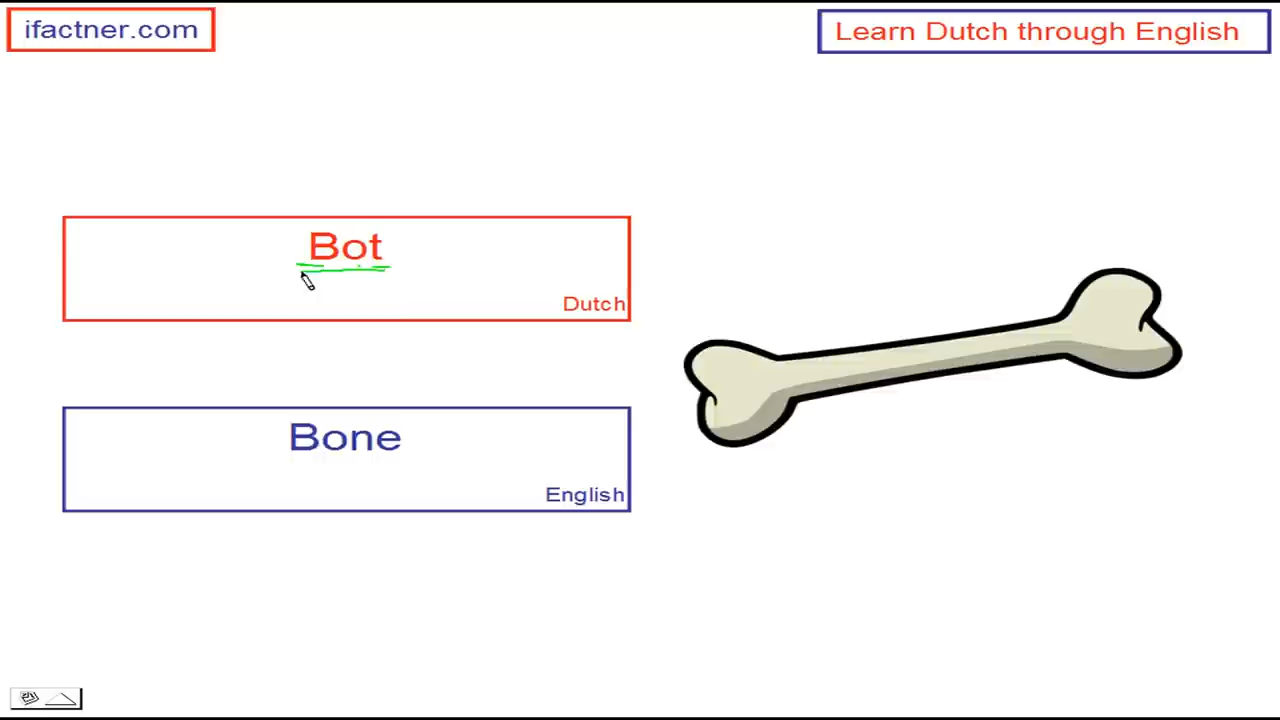 ifactner.com
Learn Dutch through English
Bot
Dutch
Bone
English